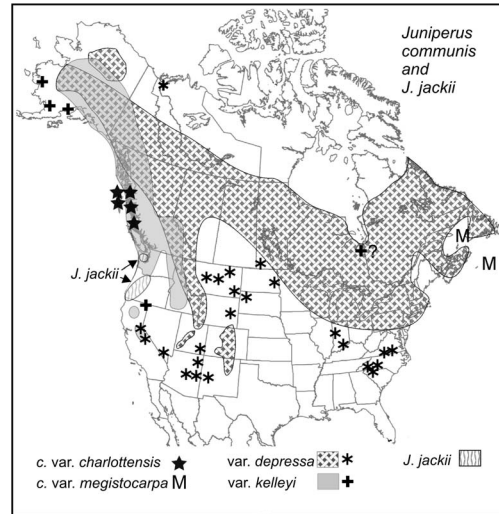 Juniperus
communis
and
J. jackii
?
M
M
J. jackii
c. var. charlottensis
var. depressa
J. jackii
c. var. megistocarpa M
var. kelleyi